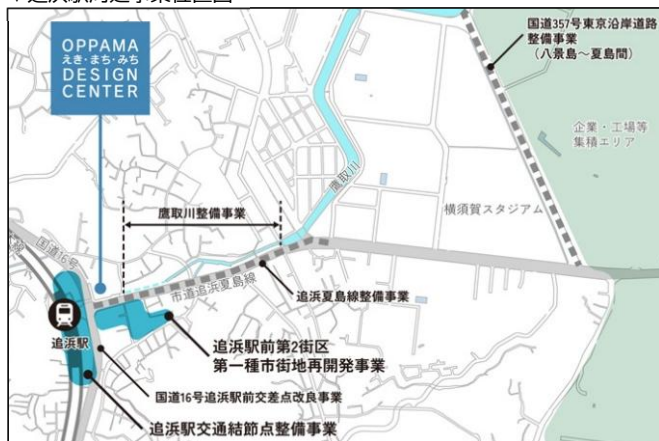 OPPAMA
えき・まち・みち
DESIGN
CENTER
国道357号東京沿岸道路
整備事業
(八景島~夏島間)
企業・工場等
集積エリア
鷹取川
横須賀スタジアム
鷹取川整備事業
国道16号
市道追浜夏島線
追浜夏島線整備事業
追浜駅
追浜駅前第2街区
第一種市街地再開発事業
国道16号追浜駅前交差点改良事業
追浜駅交通結節点整備事業